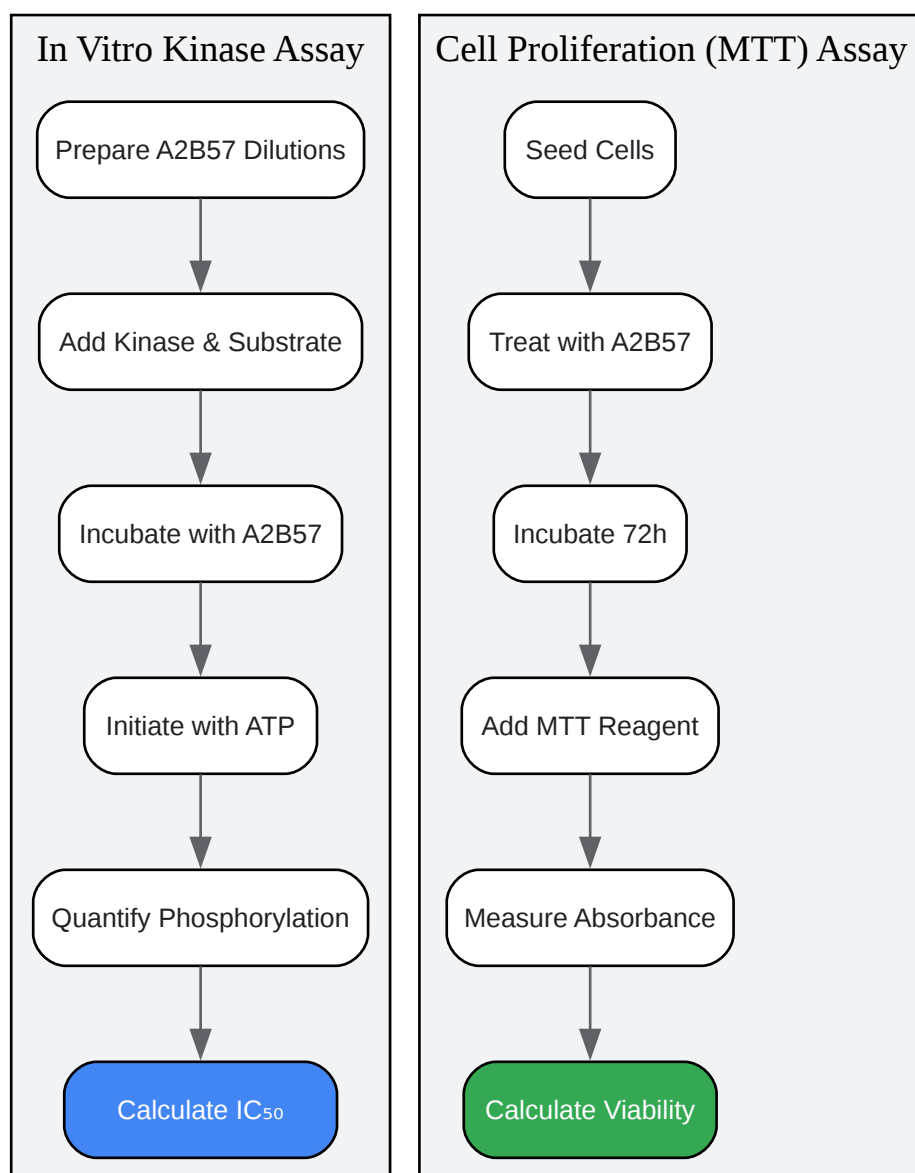 In Vitro Kinase Assay
Prepare A2B57 Dilutions
Add Kinase & Substrate
Incubate with A2B57
Initiate with ATP
Quantify Phosphorylation
Calculate IC₅₀
Cell Proliferation (MTT) Assay
Seed Cells
Treat with A2B57
Incubate 72h
Add MTT Reagent
Measure Absorbance
Calculate Viability